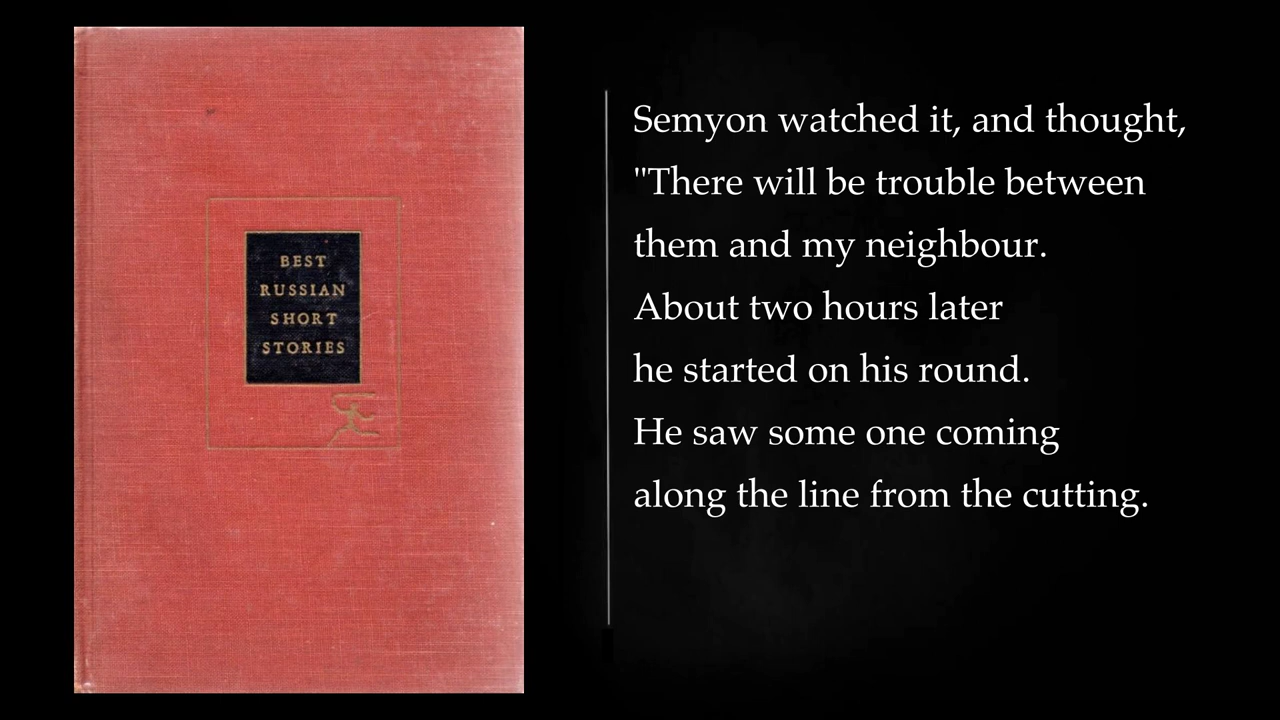 BEST
RUSSIAN
SHORT
STORIES
Semyon watched it, and thought,
"There will be trouble between
them and my neighbour.
About two hours later
he started on his round.
He saw some one coming
along the line from the cutting.